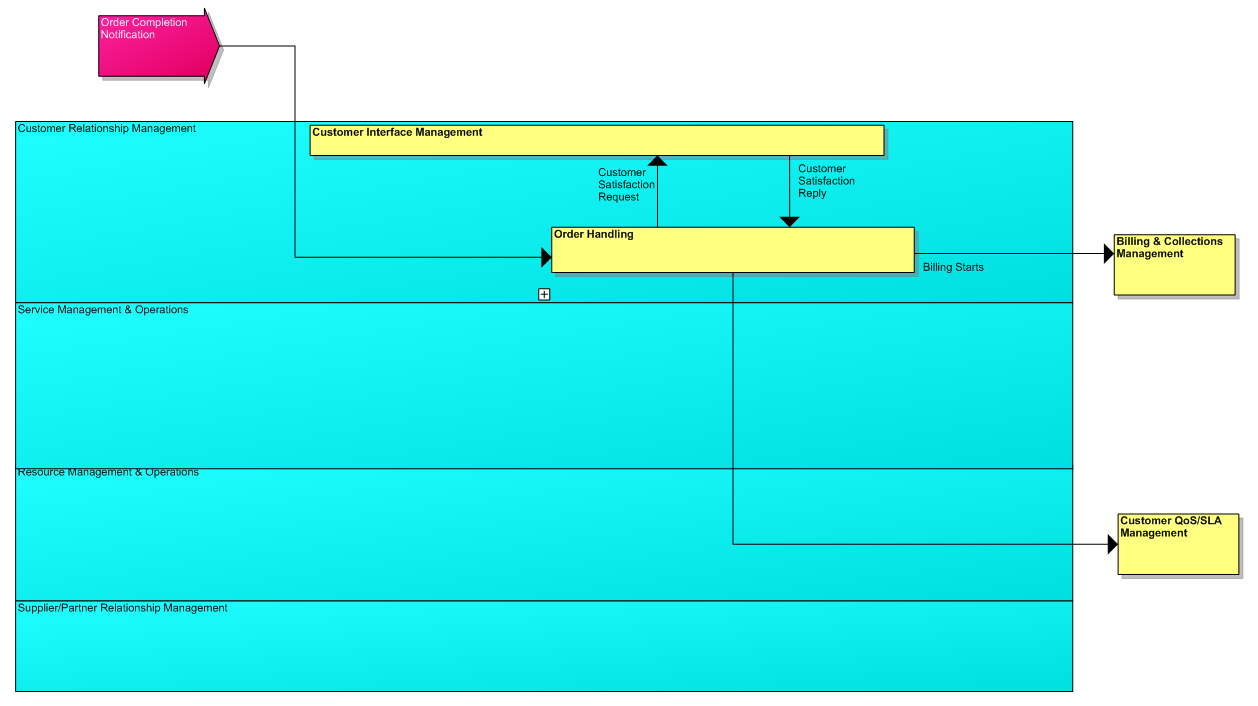 Order Completion
Notification
Customer Relationship Management
Customer Interface Management
Customer
Satisfaction
Request
Customer
Satisfaction
Reply
Order Handling
Billing & Collections
Management
Billing Starts
Service Management & Operations
Resource Management & Operations
Customer QoS/SLA
Management
Supplier/Partner Relationship Management